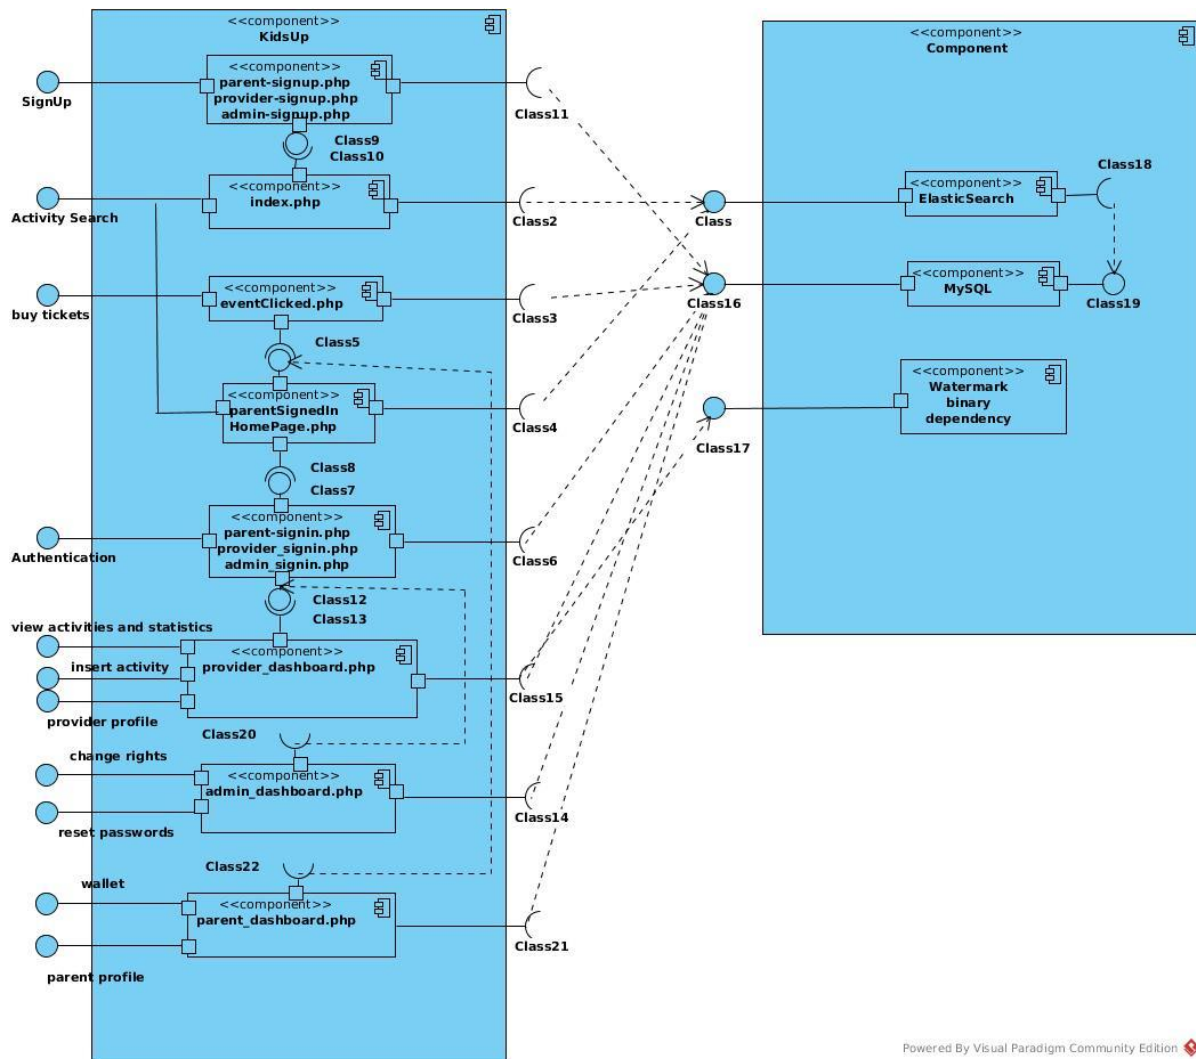 <<component>>
KidsUp
<<component>>
parent-signup.php
provider-signup.php
admin-signup.php
SignUp
Class11
Class9
Class10
<<component>>
index.php
Activity Search
Class2
<<component>>
eventClicked.php
buy tickets
Class3
Class5
<<component>>
parentSignedIn
HomePage.php
Class4
Class8
Class7
<<component>>
parent-signin.php
provider_signin.php
admin_signin.php
Authentication
Class6
Class12
Class13
view activities and statistics
insert activity
provider profile
<<component>>
provider_dashboard.php
Class15
Class20
change rights
reset passwords
<<component>>
admin_dashboard.php
Class14
Class22
wallet
parent profile
<<component>>
parent_dashboard.php
Class21
<<component>>
Component
Class
<<component>>
ElasticSearch
Class18
Class16
<<component>>
MySQL
Class19
Class17
<<component>>
Watermark
binary
dependency
Powered By Visual Paradigm Community Edition